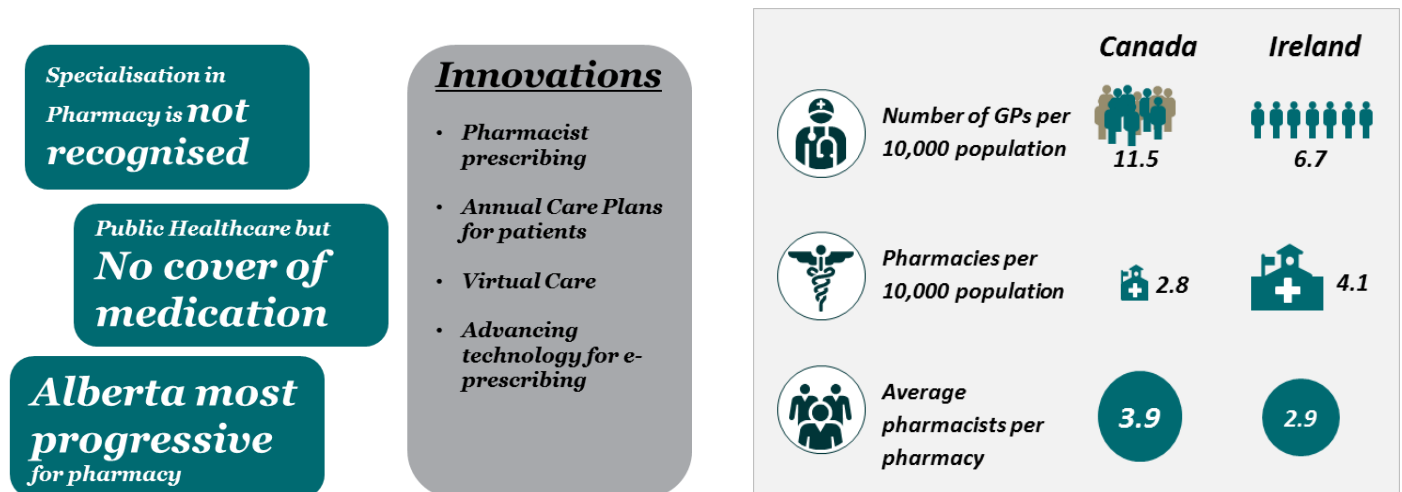 Specialisation in
Pharmacy is not
recognised
Public Healthcare but
No cover of
medication
Alberta most
progressive
for pharmacy
Innovations
• Pharmacist
prescribing
• Annual Care Plans
for patients
• Virtual Care
• Advancing
technology for e-
prescribing
Canada Ireland
Number of GPs per
10,000 population
11.5 6.7
Pharmacies per
10,000 population
2.8 4.1
Average
pharmacists per
pharmacy
3.9 2.9